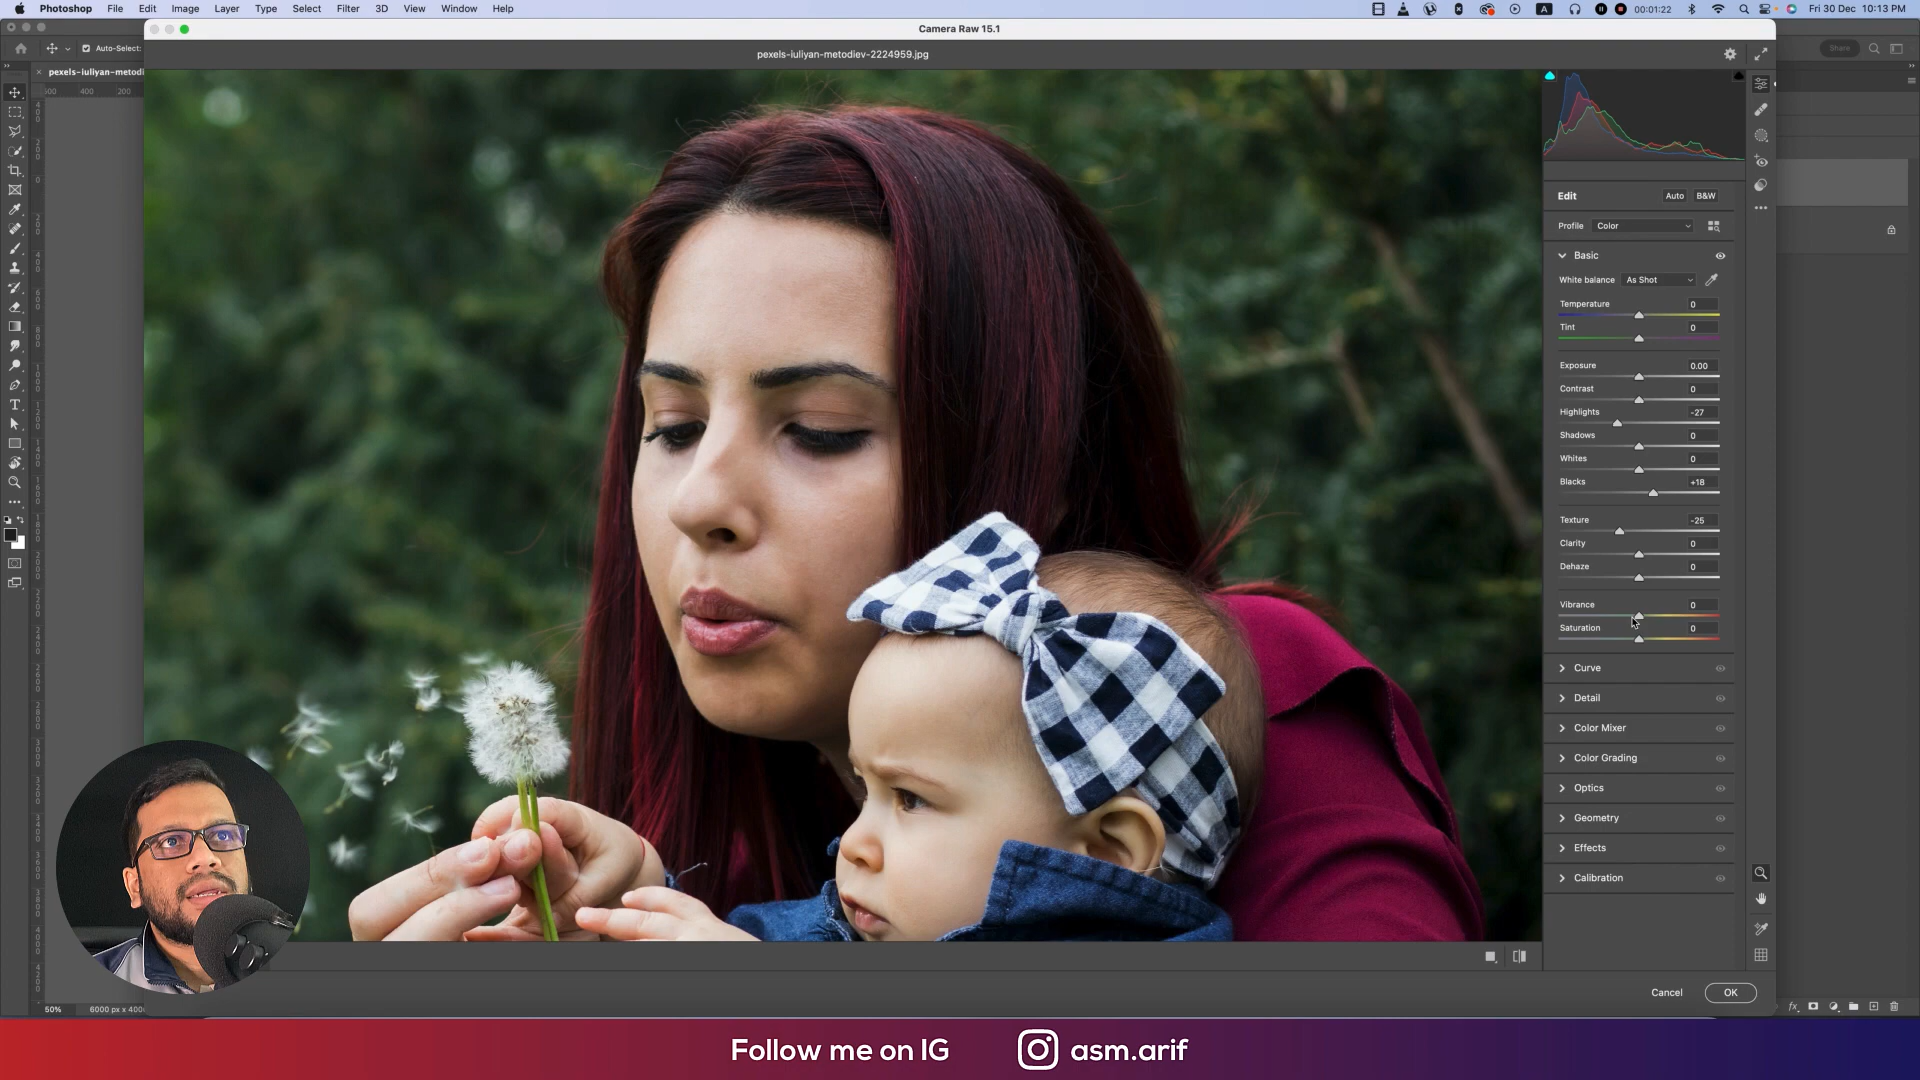 Photoshop File Edit Image Layer Type Select Filter 3D View Window Help
A 00:01:22 Fri 30 Dec 10:13 PM
Camera Raw 15.1
Auto-Select:
Share
pexels-iuliyan-metodiev-2224959.jpg
pexels-iuliyan-metodi
Edit Auto B&W
Profile Color
Basic
White balance As Shot
Temperature 0
Tint 0
Exposure 0.00
Contrast 0
Highlights -27
Shadows 0
Whites 0
Blacks +18
Texture -25
Clarity 0
Dehaze 0
Vibrance 0
Saturation 0
Curve
Detail
Color Mixer
Color Grading
Optics
Geometry
Effects
Calibration
Cancel OK
50% 6000 px x 400
Follow me on IG asm.arif